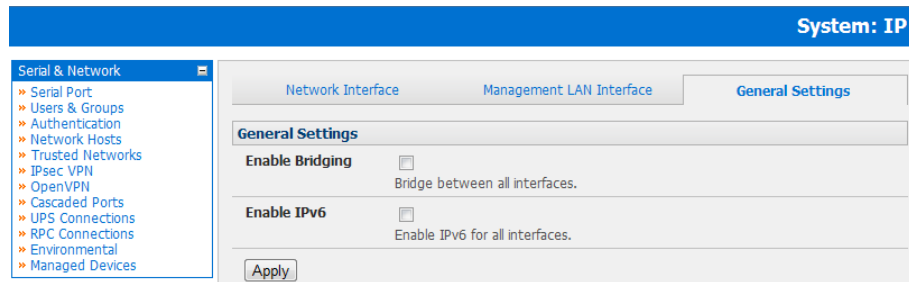 System: IP
Serial & Network
» Serial Port
» Users & Groups
» Authentication
» Network Hosts
» Trusted Networks
» IPsec VPN
» OpenVPN
» Cascaded Ports
» UPS Connections
» RPC Connections
» Environmental
» Managed Devices
Network Interface
Management LAN Interface
General Settings
General Settings
Enable Bridging
Bridge between all interfaces.
Enable IPv6
Enable IPv6 for all interfaces.
Apply